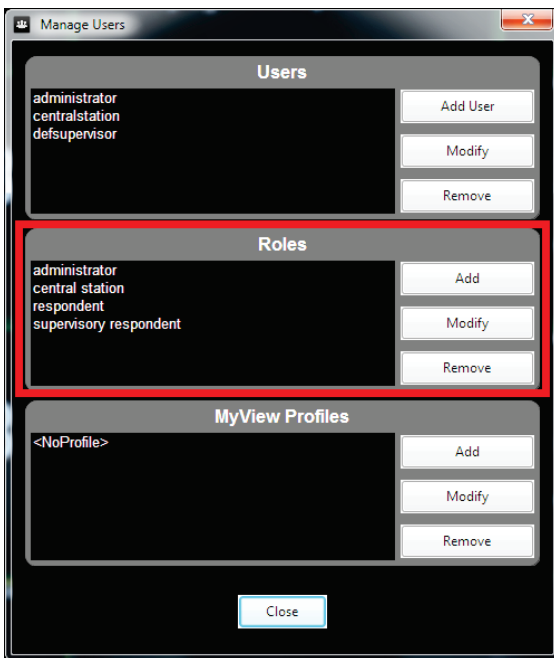 Manage Users
X
Users
administrator
centralstation
defsupervisor
Add User
Modify
Remove
Roles
administrator
central station
respondent
supervisory respondent
Add
Modify
Remove
MyView Profiles
<NoProfile>
Add
Modify
Remove
Close